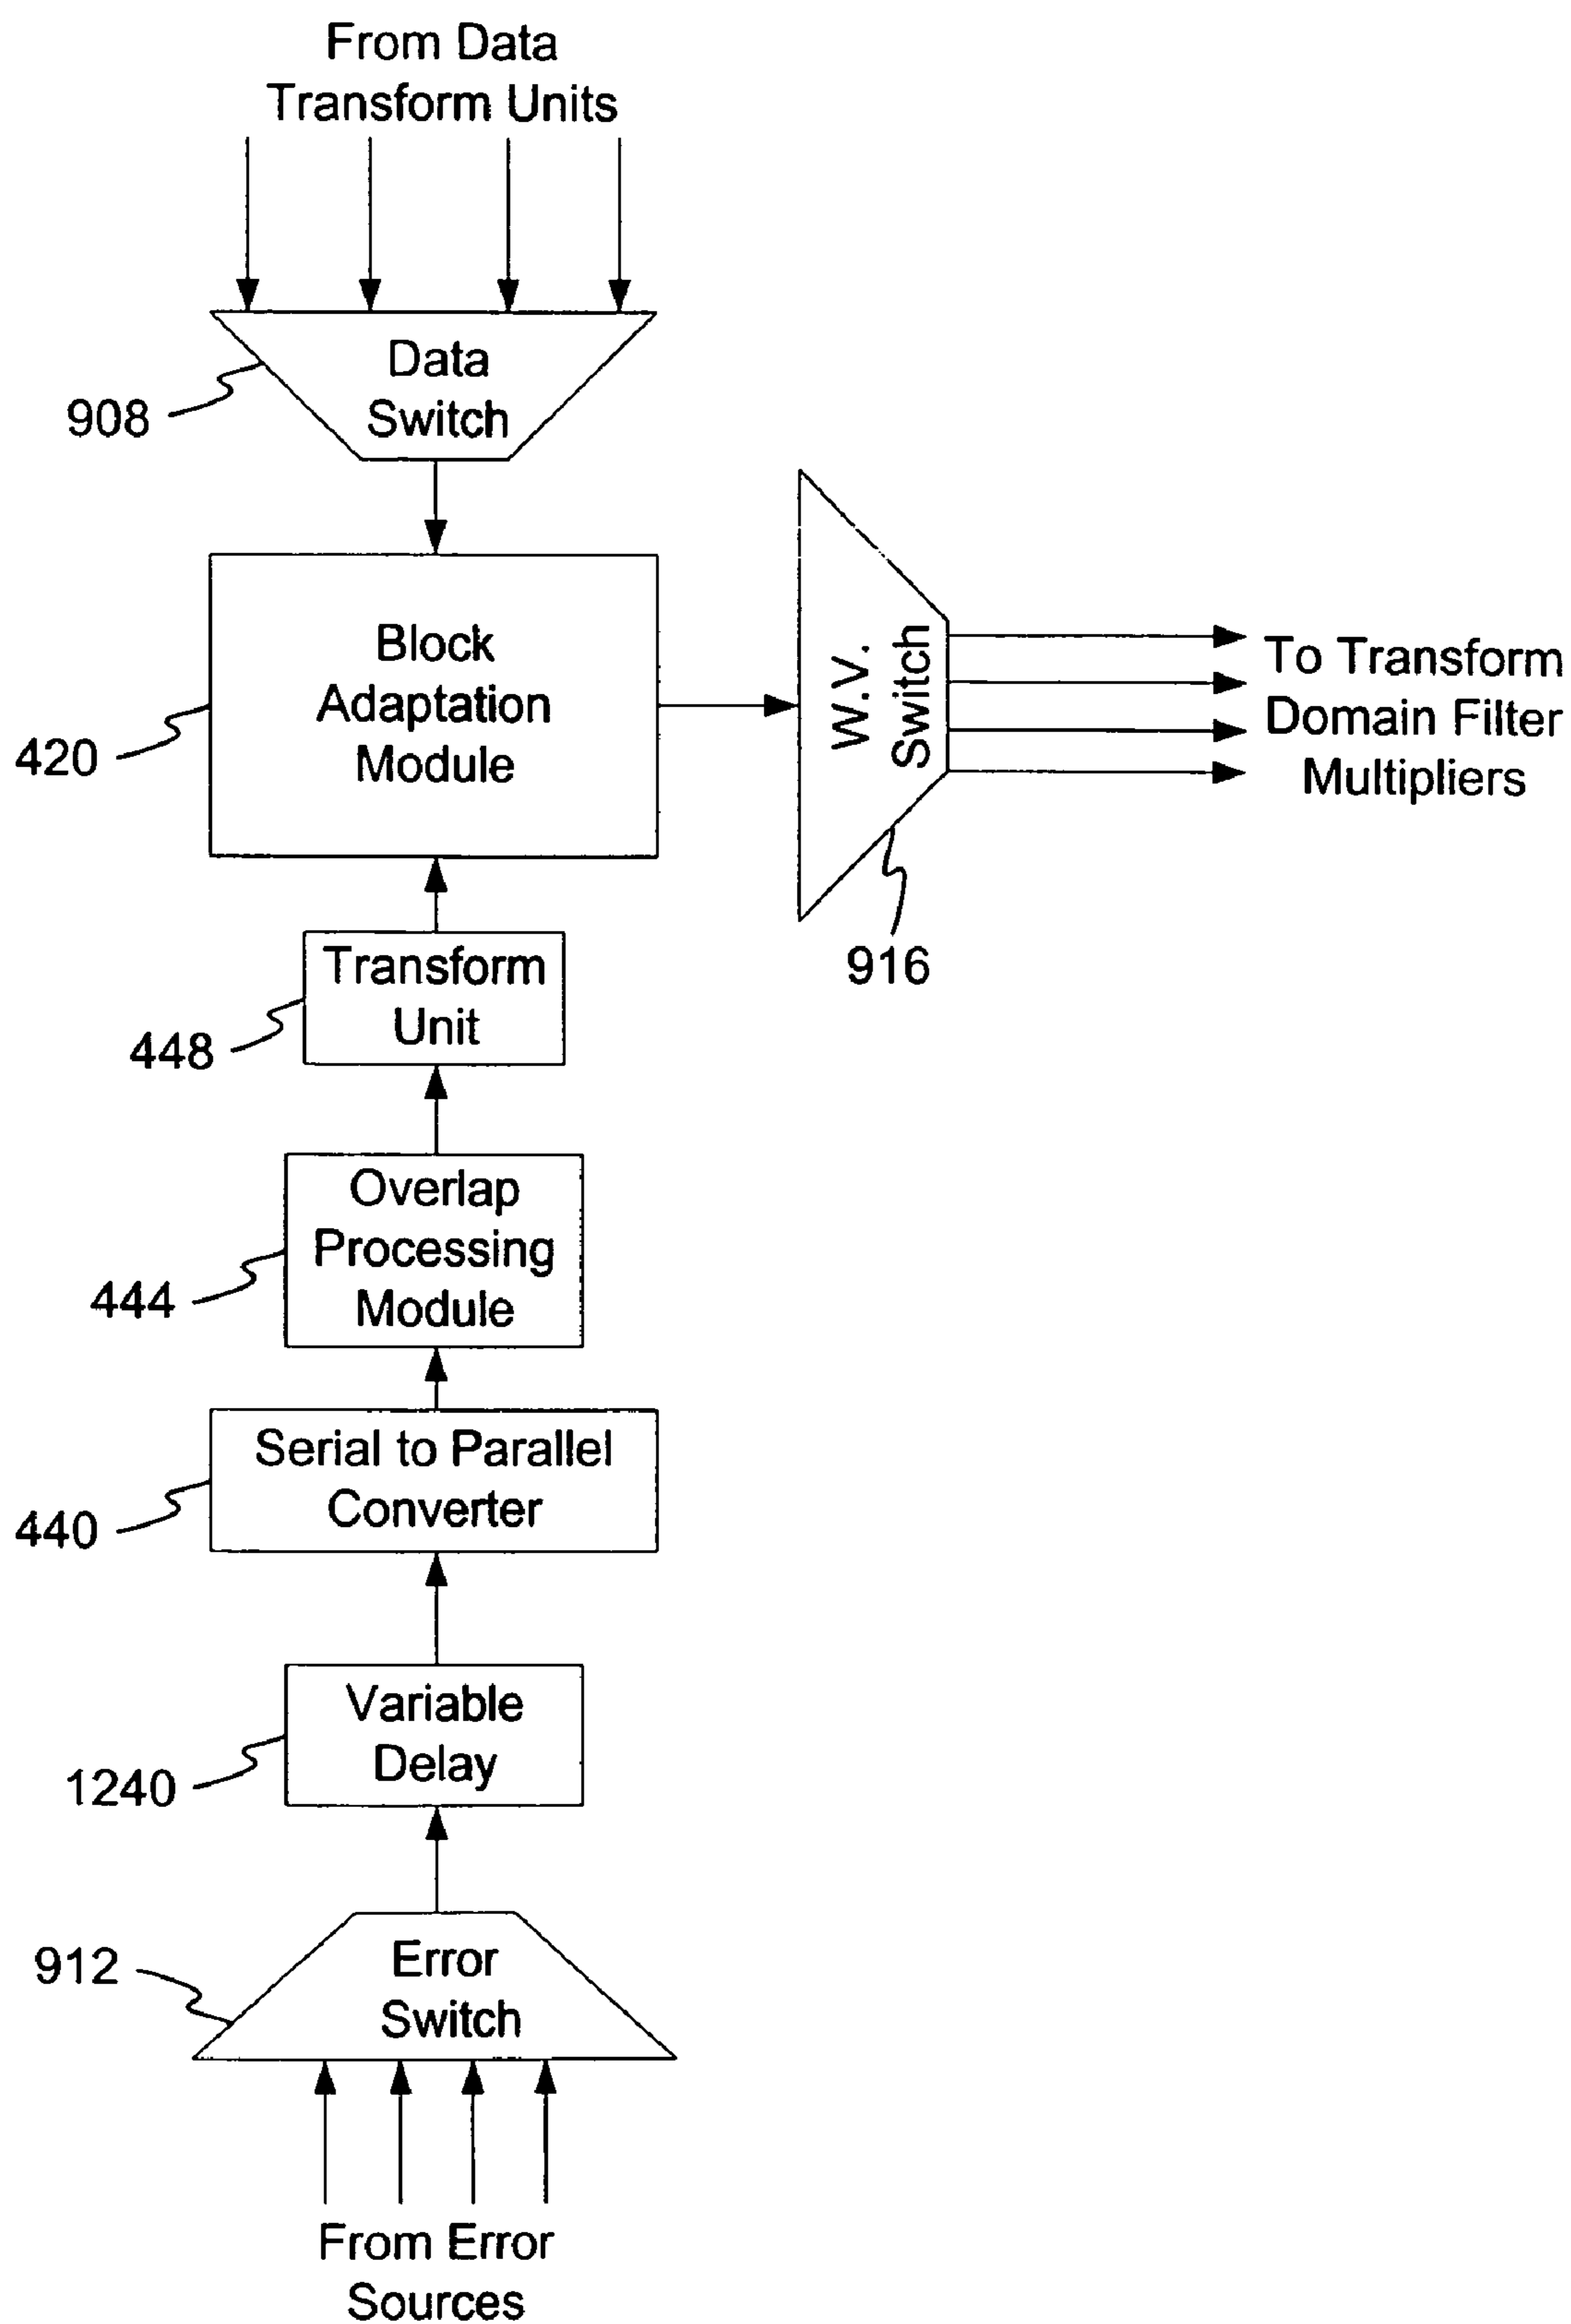 From Data
Transform Units
Data
Switch
908
Block
Adaptation
Module
420
W.V.
Switch
916
To Transform
Domain Filter
Multipliers
Transform
Unit
448
Overlap
Processing
Module
444
Serial to Parallel
Converter
440
Variable
Delay
1240
Error
Switch
912
From Error
Sources